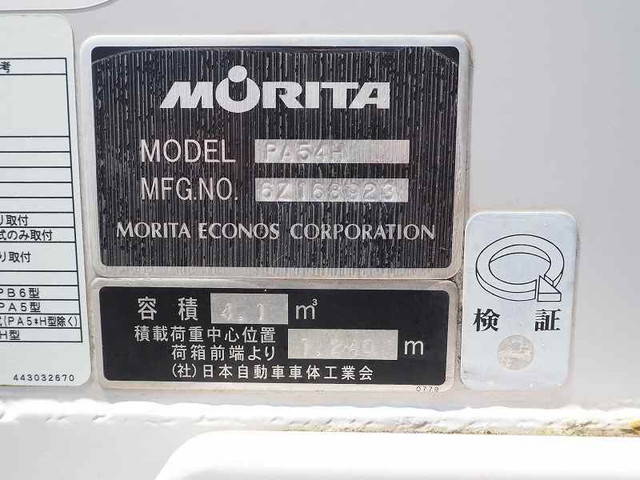 考
り取付
式のみ取付
り取付
PB6型
PA5型
(PA5*H型除く)
H型
443032670
MORITA
MODEL PA54H
MFG.NO. 6Z168923
MORITA ECONOS CORPORATION
容積 4.1 m³
積載荷重中心位置
荷箱前端より 1.240 m
(社)日本自動車車体工業会
0779
検 証